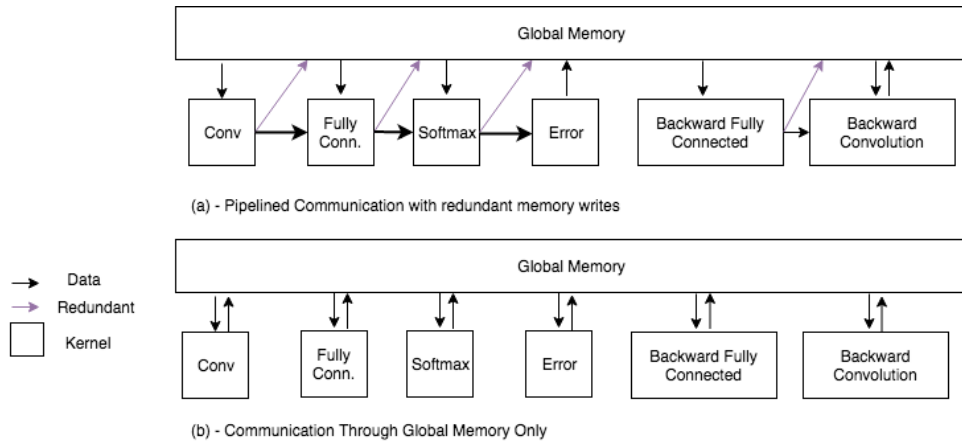 Global Memory
Conv
Fully
Conn.
Softmax
Error
Backward Fully
Connected
Backward
Convolution
(a) - Pipelined Communication with redundant memory writes
Global Memory
Data
Redundant
Kernel
Conv
Fully
Conn.
Softmax
Error
Backward Fully
Connected
Backward
Convolution
(b) - Communication Through Global Memory Only